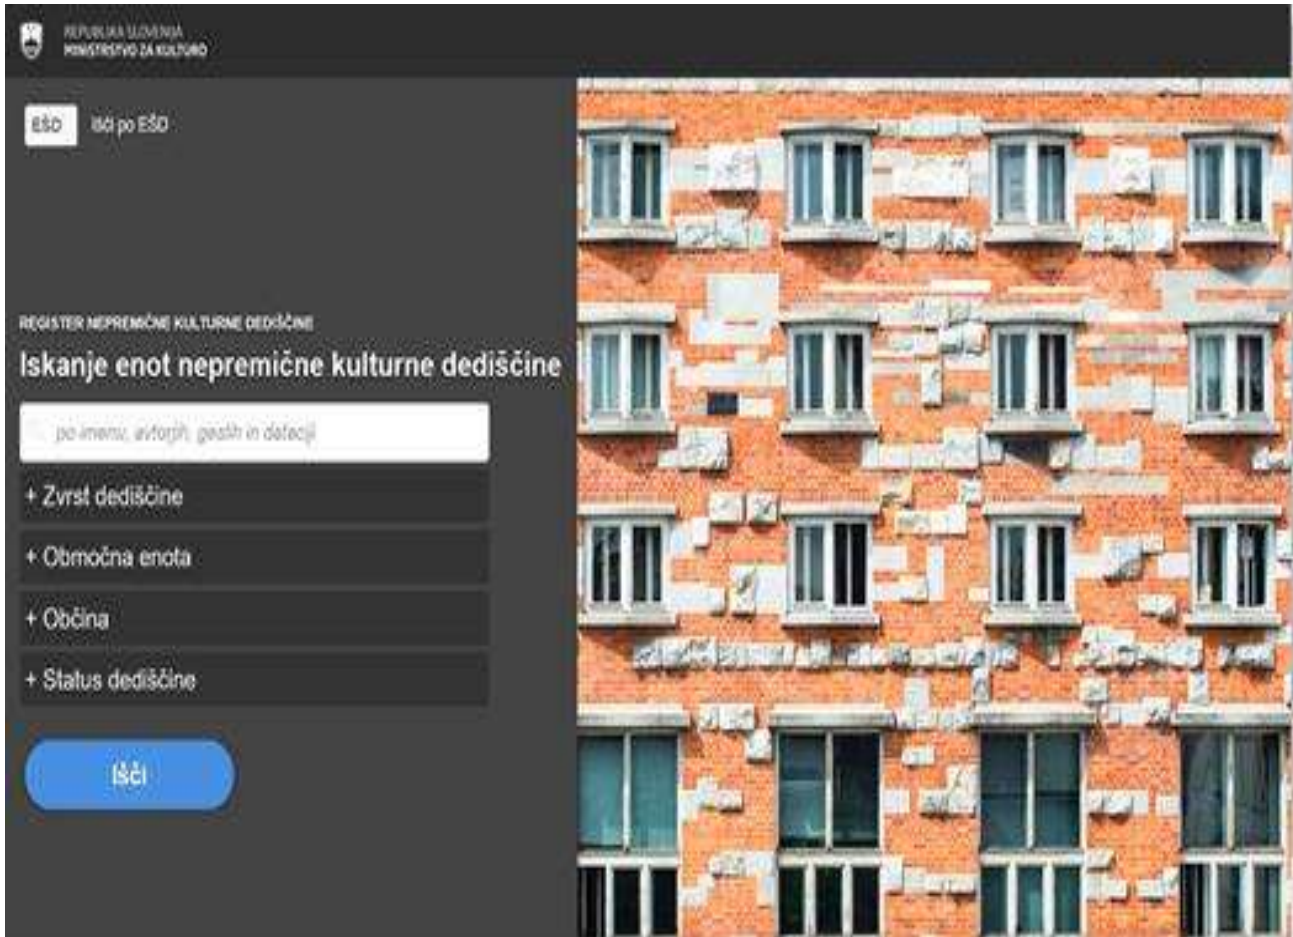 REPUBLIKA SLOVENIJA
MINISTRSTVO ZA KULTURO
EŠD Išči po EŠD
REGISTER NEPREMIČNE KULTURNE DEDIŠČINE
Iskanje enot nepremične kulturne dediščine
po imenu, avtorjih, geslih in dataciji
+ Zvrst dediščine
+ Območna enota
+ Občina
+ Status dediščine
Išči